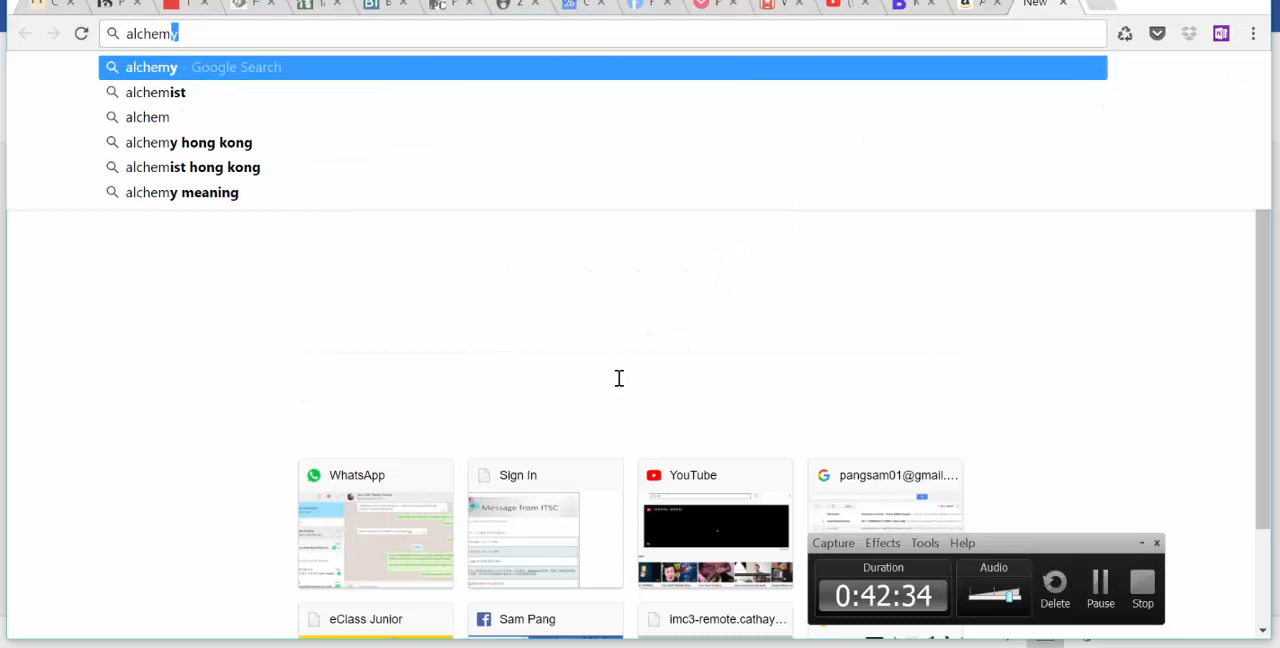 New
alchemy
alchemy - Google Search
alchemist
alchem
alchemy hong kong
alchemist hong kong
alchemy meaning
WhatsApp
Sign In
YouTube
pangsam01@gmail....
Message from ITSC
Capture Effects Tools Help
Duration
Audio
0:42:34
Delete
Pause
Stop
eClass Junior
Sam Pang
imc3-remote.cathay...